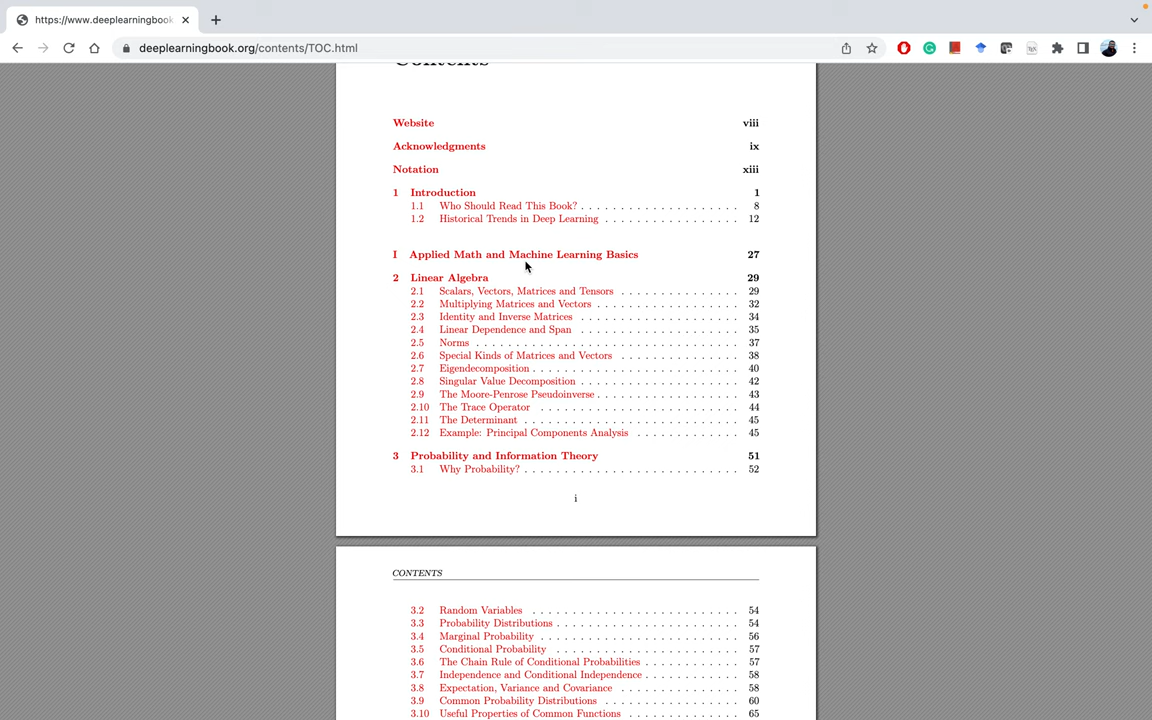 https://www.deeplearningbook
deeplearningbook.org/contents/TOC.html
Contents
Website viii
Acknowledgments ix
Notation xiii
1 Introduction 1
1.1 Who Should Read This Book? . . . . . . . . . . . . . . . . . . . . 8
1.2 Historical Trends in Deep Learning . . . . . . . . . . . . . . . . . 12
I Applied Math and Machine Learning Basics 27
2 Linear Algebra 29
2.1 Scalars, Vectors, Matrices and Tensors . . . . . . . . . . . . . . . 29
2.2 Multiplying Matrices and Vectors . . . . . . . . . . . . . . . . . . 32
2.3 Identity and Inverse Matrices . . . . . . . . . . . . . . . . . . . . 34
2.4 Linear Dependence and Span . . . . . . . . . . . . . . . . . . . . 35
2.5 Norms . . . . . . . . . . . . . . . . . . . . . . . . . . . . . . . . . 37
2.6 Special Kinds of Matrices and Vectors . . . . . . . . . . . . . . . 38
2.7 Eigendecomposition . . . . . . . . . . . . . . . . . . . . . . . . . . 40
2.8 Singular Value Decomposition . . . . . . . . . . . . . . . . . . . . 42
2.9 The Moore-Penrose Pseudoinverse . . . . . . . . . . . . . . . . . . 43
2.10 The Trace Operator . . . . . . . . . . . . . . . . . . . . . . . . . 44
2.11 The Determinant . . . . . . . . . . . . . . . . . . . . . . . . . . . 45
2.12 Example: Principal Components Analysis . . . . . . . . . . . . . 45
3 Probability and Information Theory 51
3.1 Why Probability? . . . . . . . . . . . . . . . . . . . . . . . . . . . 52
i
CONTENTS
3.2 Random Variables . . . . . . . . . . . . . . . . . . . . . . . . . . 54
3.3 Probability Distributions . . . . . . . . . . . . . . . . . . . . . . . 54
3.4 Marginal Probability . . . . . . . . . . . . . . . . . . . . . . . . . 56
3.5 Conditional Probability . . . . . . . . . . . . . . . . . . . . . . . 57
3.6 The Chain Rule of Conditional Probabilities . . . . . . . . . . . . 57
3.7 Independence and Conditional Independence . . . . . . . . . . . . 58
3.8 Expectation, Variance and Covariance . . . . . . . . . . . . . . . 58
3.9 Common Probability Distributions . . . . . . . . . . . . . . . . . 60
3.10 Useful Properties of Common Functions . . . . . . . . . . . . . . 65